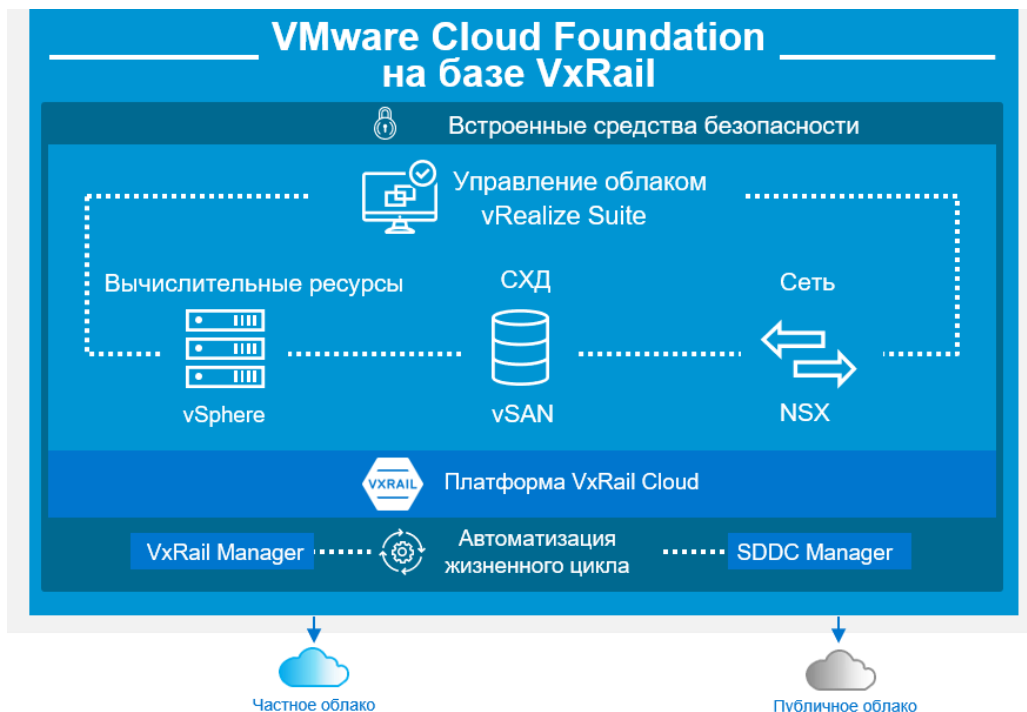 VMware Cloud Foundation
на базе VxRail
Встроенные средства безопасности
Управление облаком
vRealize Suite
Вычислительные ресурсы
СХД
Сеть
vSphere
vSAN
NSX
VXRAIL
Платформа VxRail Cloud
VxRail Manager
Автоматизация
жизненного цикла
SDDC Manager
Частное облако
Публичное облако